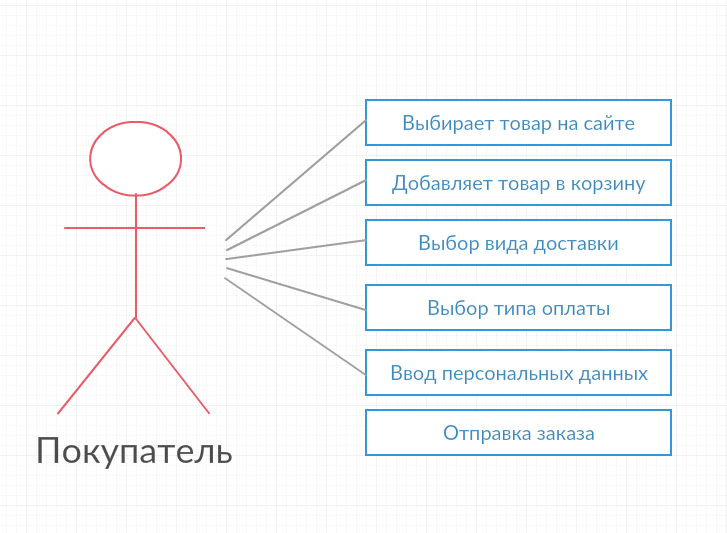 Выбирает товар на сайте
Добавляет товар в корзину
Выбор вида доставки
Выбор типа оплаты
Ввод персональных данных
Отправка заказа
Покупатель